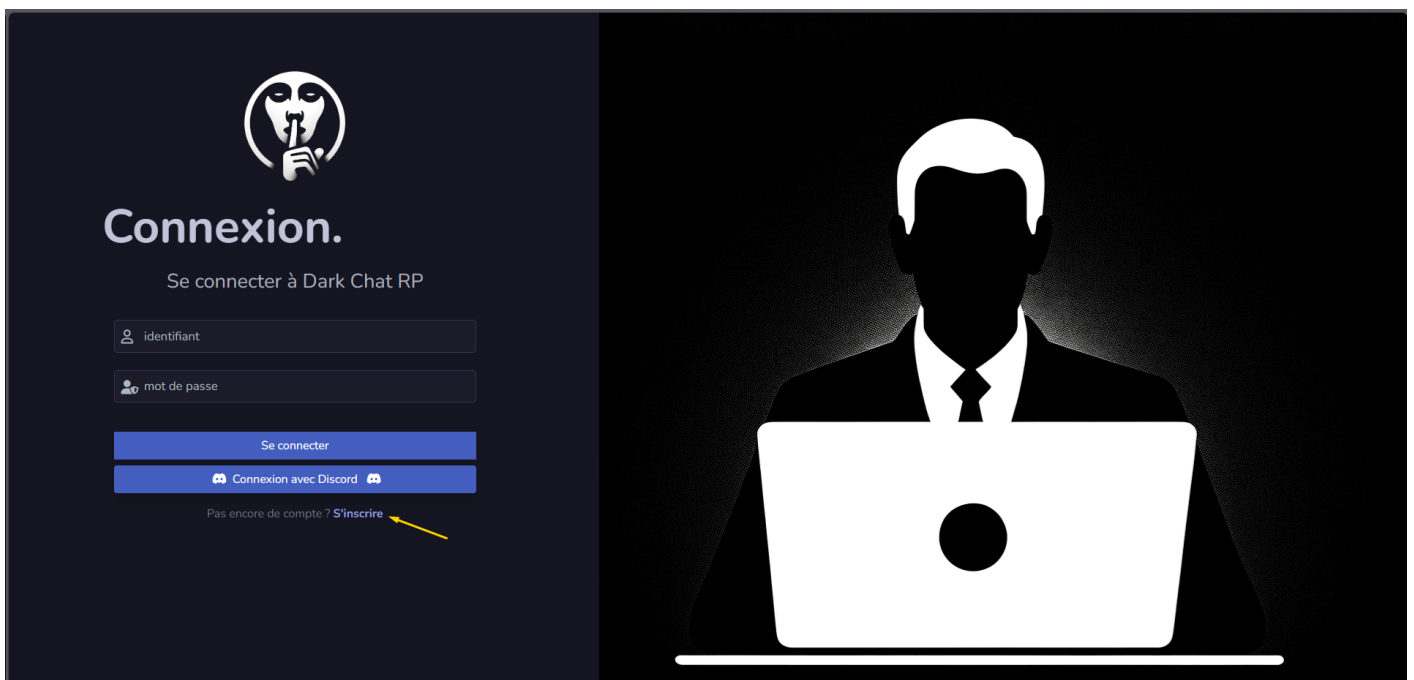 Connexion.
Se connecter à Dark Chat RP
identifiant
mot de passe
Se connecter
Connexion avec Discord
Pas encore de compte ? S'inscrire